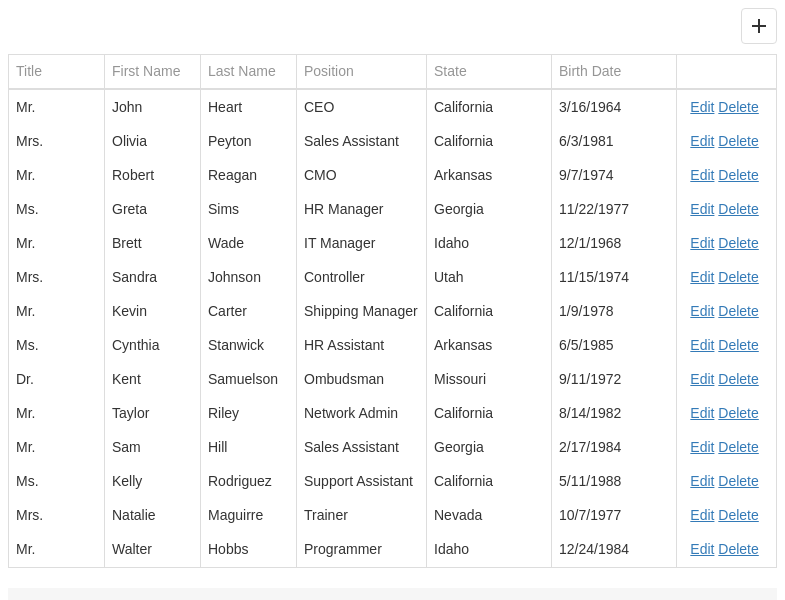 Title First Name Last Name Position State Birth Date
Mr. John Heart CEO California 3/16/1964 Edit Delete
Mrs. Olivia Peyton Sales Assistant California 6/3/1981 Edit Delete
Mr. Robert Reagan CMO Arkansas 9/7/1974 Edit Delete
Ms. Greta Sims HR Manager Georgia 11/22/1977 Edit Delete
Mr. Brett Wade IT Manager Idaho 12/1/1968 Edit Delete
Mrs. Sandra Johnson Controller Utah 11/15/1974 Edit Delete
Mr. Kevin Carter Shipping Manager California 1/9/1978 Edit Delete
Ms. Cynthia Stanwick HR Assistant Arkansas 6/5/1985 Edit Delete
Dr. Kent Samuelson Ombudsman Missouri 9/11/1972 Edit Delete
Mr. Taylor Riley Network Admin California 8/14/1982 Edit Delete
Mr. Sam Hill Sales Assistant Georgia 2/17/1984 Edit Delete
Ms. Kelly Rodriguez Support Assistant California 5/11/1988 Edit Delete
Mrs. Natalie Maguirre Trainer Nevada 10/7/1977 Edit Delete
Mr. Walter Hobbs Programmer Idaho 12/24/1984 Edit Delete